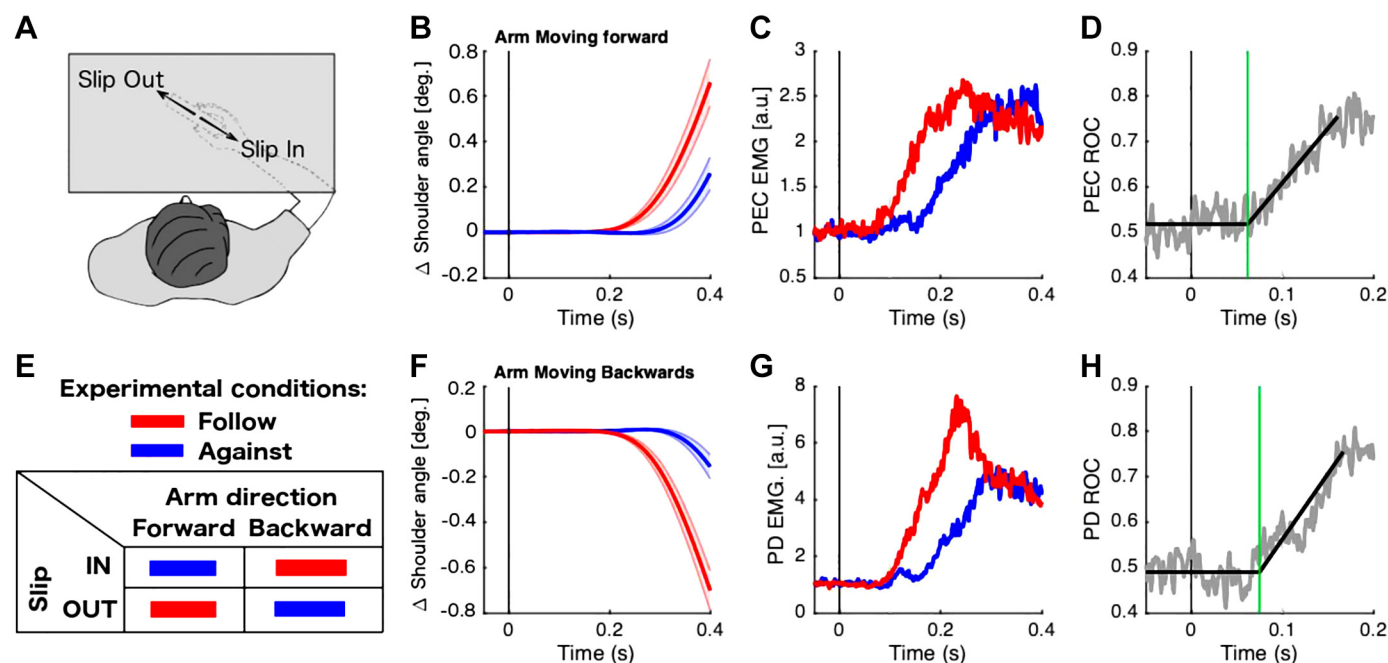 A
Slip Out
Slip In
B
Arm Moving forward
Δ Shoulder angle [deg.]
0.8
0.6
0.4
0.2
0
-0.2
0
0.2
0.4
Time (s)
C
PEC EMG [a.u.]
3
2.5
2
1.5
1
0.5
0
0.2
0.4
Time (s)
D
PEC ROC
0.9
0.8
0.7
0.6
0.5
0.4
0
0.1
0.2
Time (s)
E
Experimental conditions:
Follow
Against
Arm direction
Forward Backward
Slip
IN
OUT
F
Arm Moving Backwards
Δ Shoulder angle [deg.]
0.2
0
-0.2
-0.4
-0.6
-0.8
0
0.2
0.4
Time (s)
G
PD EMG. [a.u.]
8
6
4
2
0
0
0.2
0.4
Time (s)
H
PD ROC
0.9
0.8
0.7
0.6
0.5
0.4
0
0.1
0.2
Time (s)